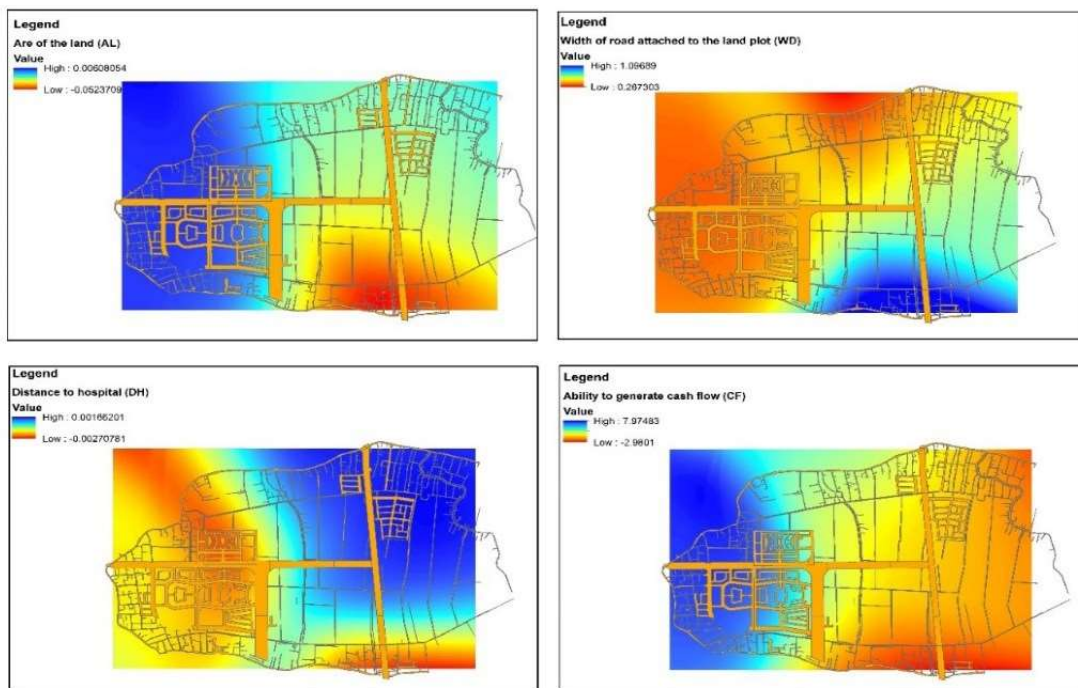 Legend
Are of the land (AL)
Value
High : 0.00608054
Low : -0.0523709
Legend
Width of road attached to the land plot (WD)
Value
High : 1.09689
Low : 0.267303
Legend
Distance to hospital (DH)
Value
High : 0.00166201
Low : -0.00270781
Legend
Ability to generate cash flow (CF)
Value
High : 7.97483
Low : -2.9801